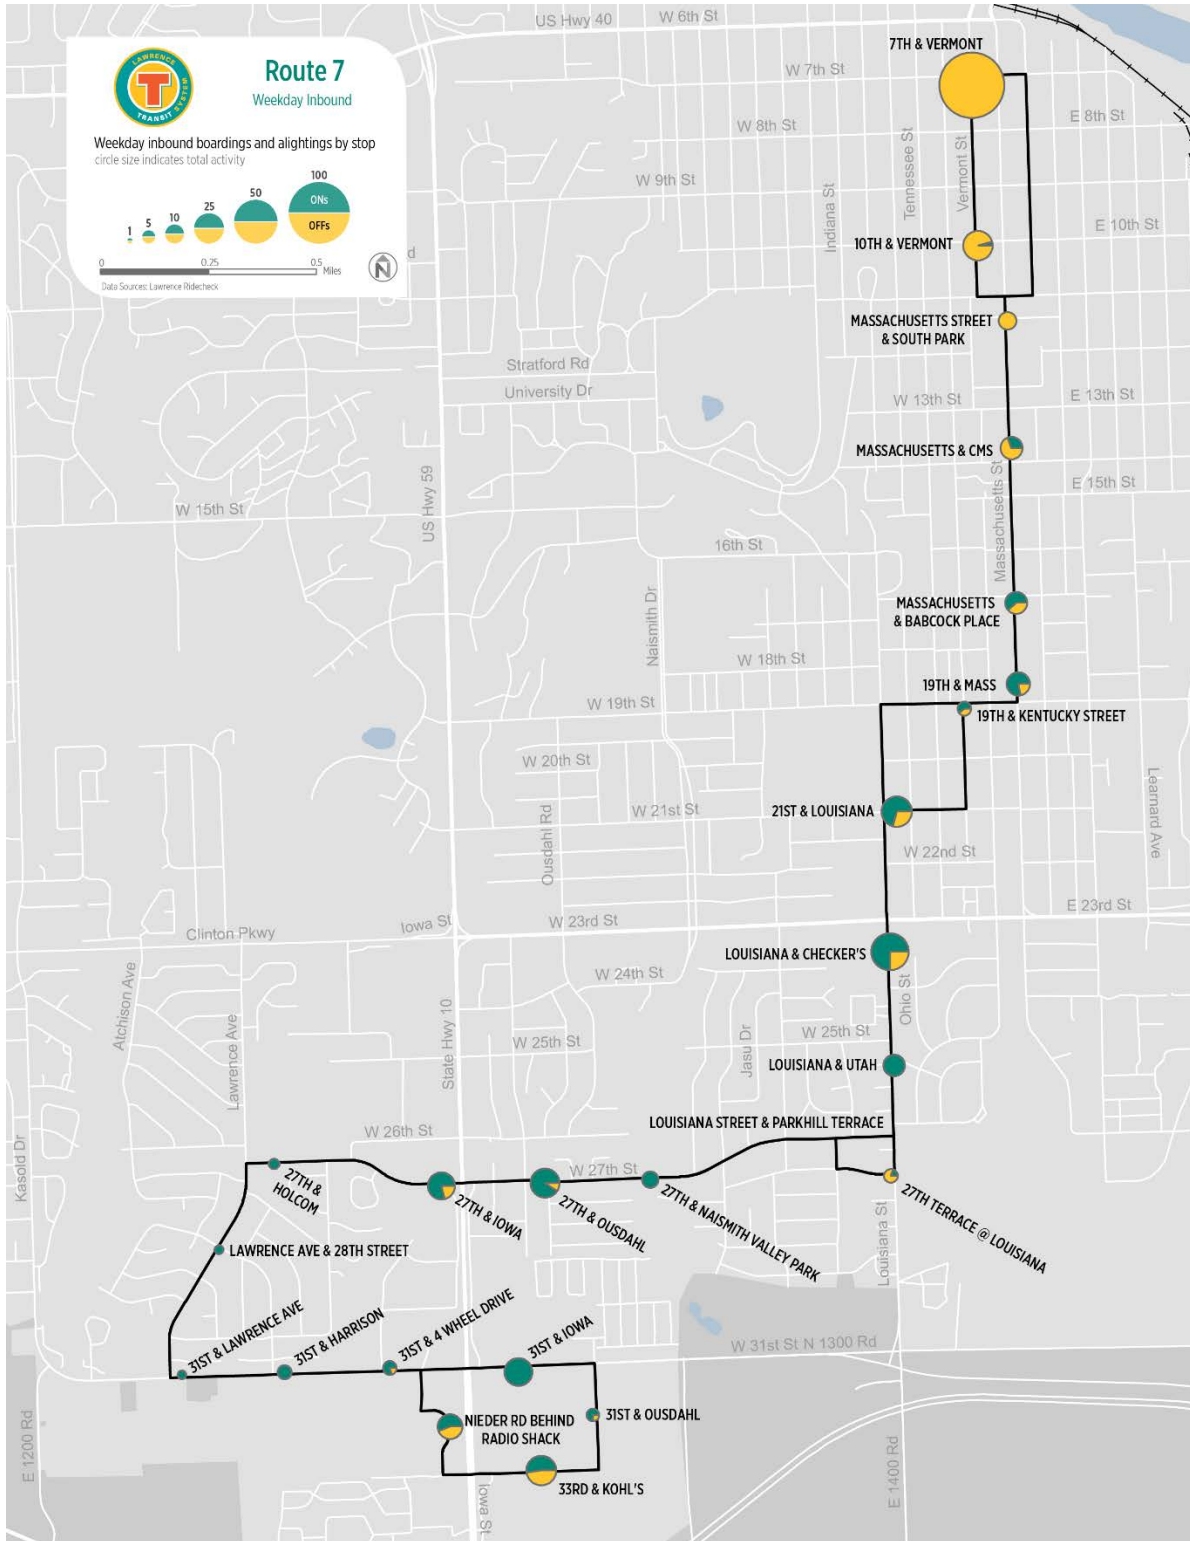 US Hwy 40
W 6th St
7TH & VERMONT
LAWRENCE
T
TRANSIT SYSTEM
Route 7
Weekday Inbound
Weekday inbound boardings and alightings by stop
circle size indicates total activity
1
5
10
25
50
100
ONs
OFFs
0
0.25
0.5
Miles
N
Data Sources: Lawrence Ridecheck
d
W 7th St
W 8th St
E 8th St
W 9th St
Tennessee St
Vermont St
Indiana St
E 10th St
10TH & VERMONT
MASSACHUSETTS STREET
& SOUTH PARK
Stratford Rd
University Dr
W 13th St
E 13th St
MASSACHUSETTS & CMS
Massachusetts St
E 15th St
US Hwy 59
W 15th St
16th St
Naismith Dr
MASSACHUSETTS
& BABCOCK PLACE
W 18th St
19TH & MASS
W 19th St
19TH & KENTUCKY STREET
W 20th St
Ousdahl Rd
W 21st St
21ST & LOUISIANA
Learnard Ave
W 22nd St
E 23rd St
W 23rd St
Iowa St
Clinton Pkwy
LOUISIANA & CHECKER'S
W 24th St
Ohio St
Atchison Ave
State Hwy 10
Lawrence Ave
W 25th St
Jasu Dr
W 25th St
LOUISIANA & UTAH
LOUISIANA STREET & PARKHILL TERRACE
W 26th St
Kasold Dr
27TH &
HOLCOM
W 27th St
27TH & IOWA
27TH & OUSDAHL
27TH & NAISMITH VALLEY PARK
27TH TERRACE @ LOUISIANA
Louisiana St
LAWRENCE AVE & 28TH STREET
31ST & LAWRENCE AVE
31ST & HARRISON
31ST & 4 WHEEL DRIVE
31ST & IOWA
W 31st St N 1300 Rd
31ST & OUSDAHL
NIEDER RD BEHIND
RADIO SHACK
33RD & KOHL'S
E 1200 Rd
Iowa St
E 1400 Rd